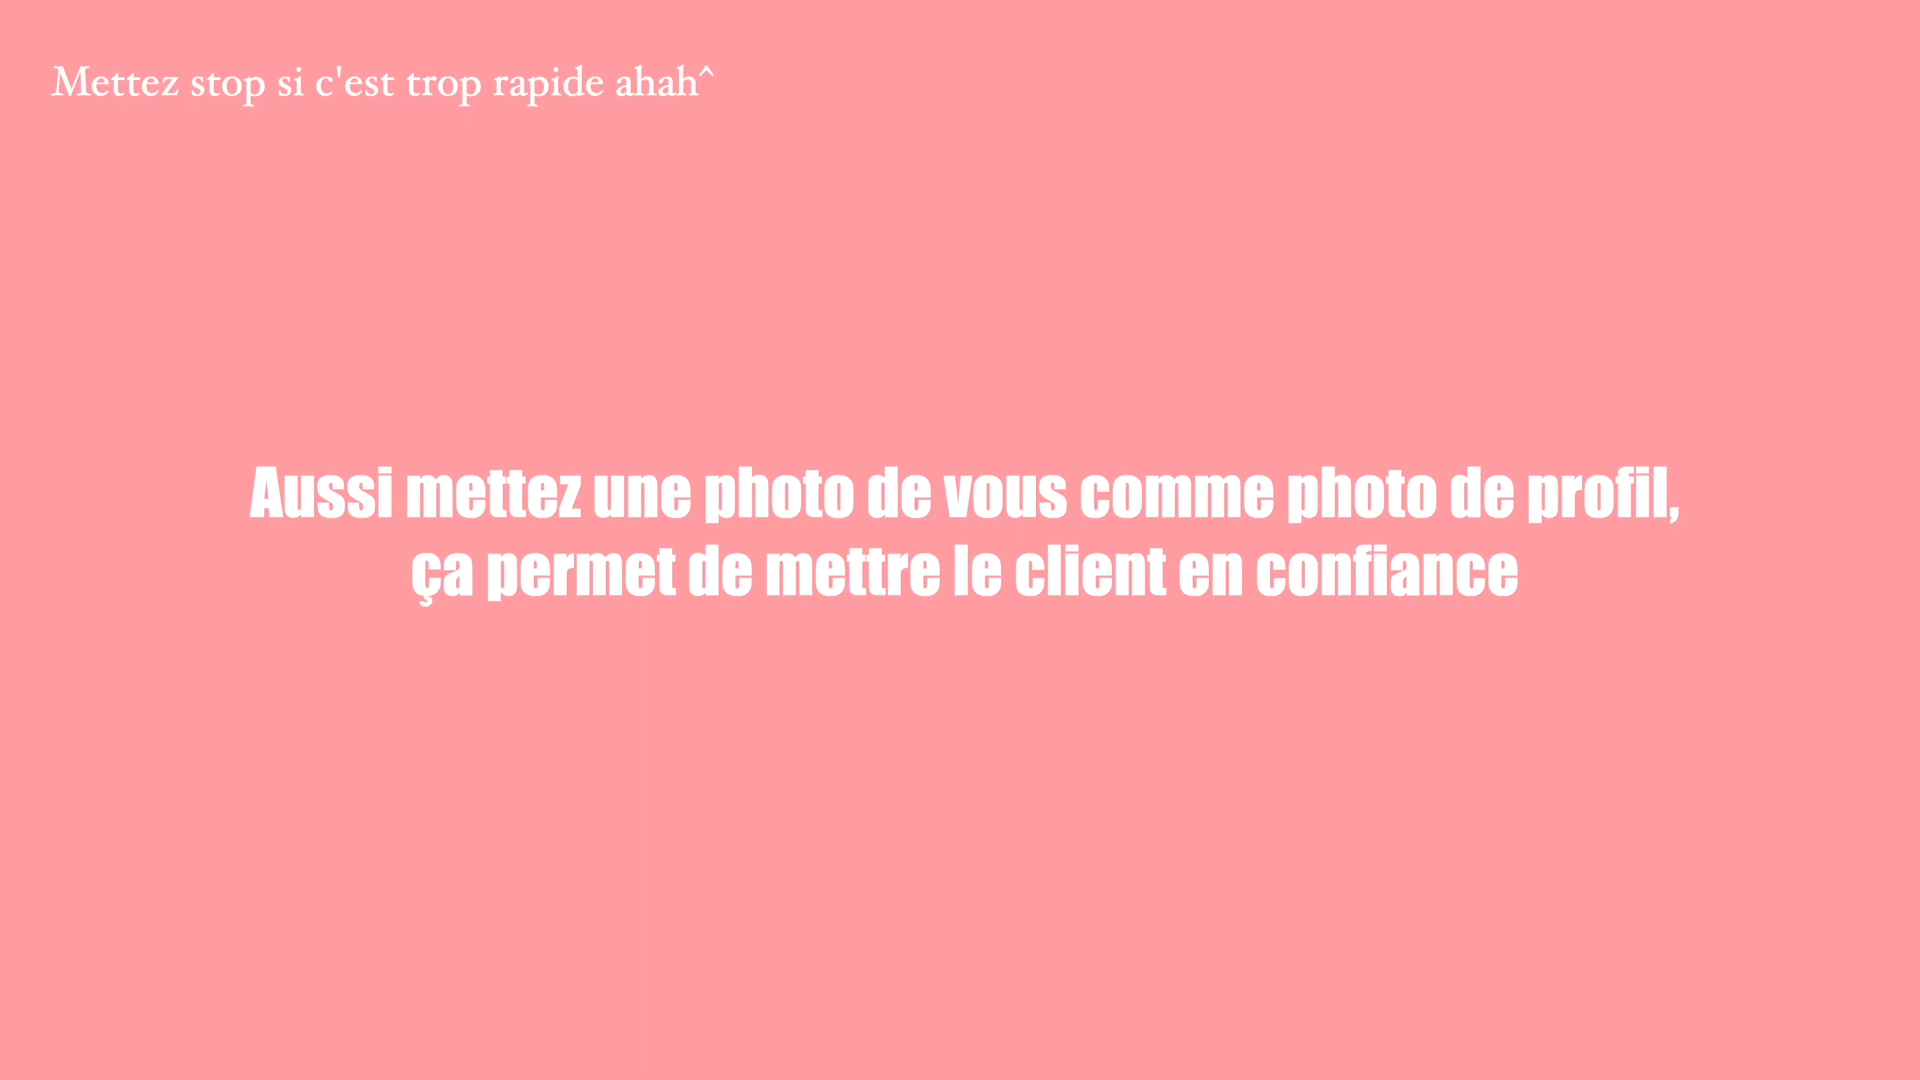 Mettez stop si c'est trop rapide ahah^
Aussi mettez une photo de vous comme photo de profil,
ça permet de mettre le client en confiance